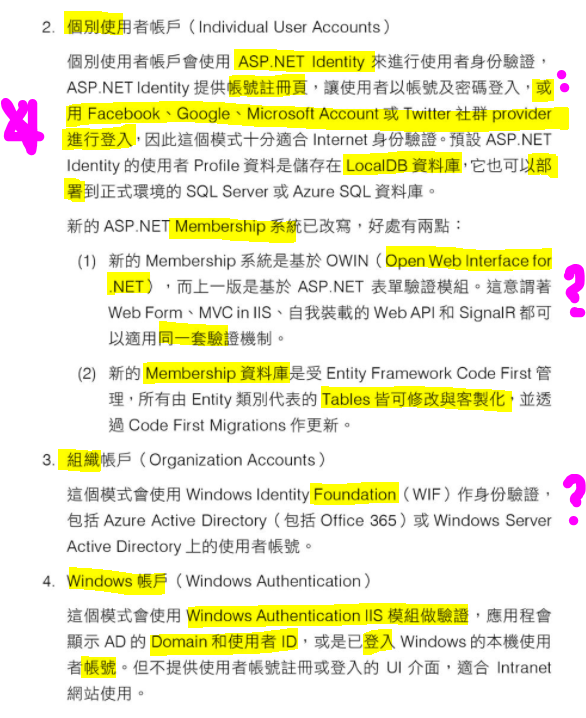 2. 個別使用者帳戶（Individual User Accounts）
個別使用者帳戶會使用 ASP.NET Identity 來進行使用者身份驗證，
ASP.NET Identity 提供帳號註冊頁，讓使用者以帳號及密碼登入，或
用 Facebook、Google、Microsoft Account 或 Twitter 社群 provider
進行登入，因此這個模式十分適合 Internet 身份驗證。預設 ASP.NET
Identity 的使用者 Profile 資料是儲存在 LocalDB 資料庫，它也可以部
署到正式環境的 SQL Server 或 Azure SQL 資料庫。
新的 ASP.NET Membership 系統已改寫，好處有兩點：
(1) 新的 Membership 系統是基於 OWIN（Open Web Interface for
.NET），而上一版是基於 ASP.NET 表單驗證模組。這意謂著
Web Form、MVC in IIS、自我裝載的 Web API 和 SignalR 都可
以適用同一套驗證機制。
(2) 新的 Membership 資料庫是受 Entity Framework Code First 管
理，所有由 Entity 類別代表的 Tables 皆可修改與客製化，並透
過 Code First Migrations 作更新。
3. 組織帳戶（Organization Accounts）
這個模式會使用 Windows Identity Foundation（WIF）作身份驗證，
包括 Azure Active Directory（包括 Office 365）或 Windows Server
Active Directory 上的使用者帳號。
4. Windows 帳戶（Windows Authentication）
這個模式會使用 Windows Authentication IIS 模組做驗證，應用程會
顯示 AD 的 Domain 和使用者 ID，或是已登入 Windows 的本機使用
者帳號。但不提供使用者帳號註冊或登入的 UI 介面，適合 Intranet
網站使用。